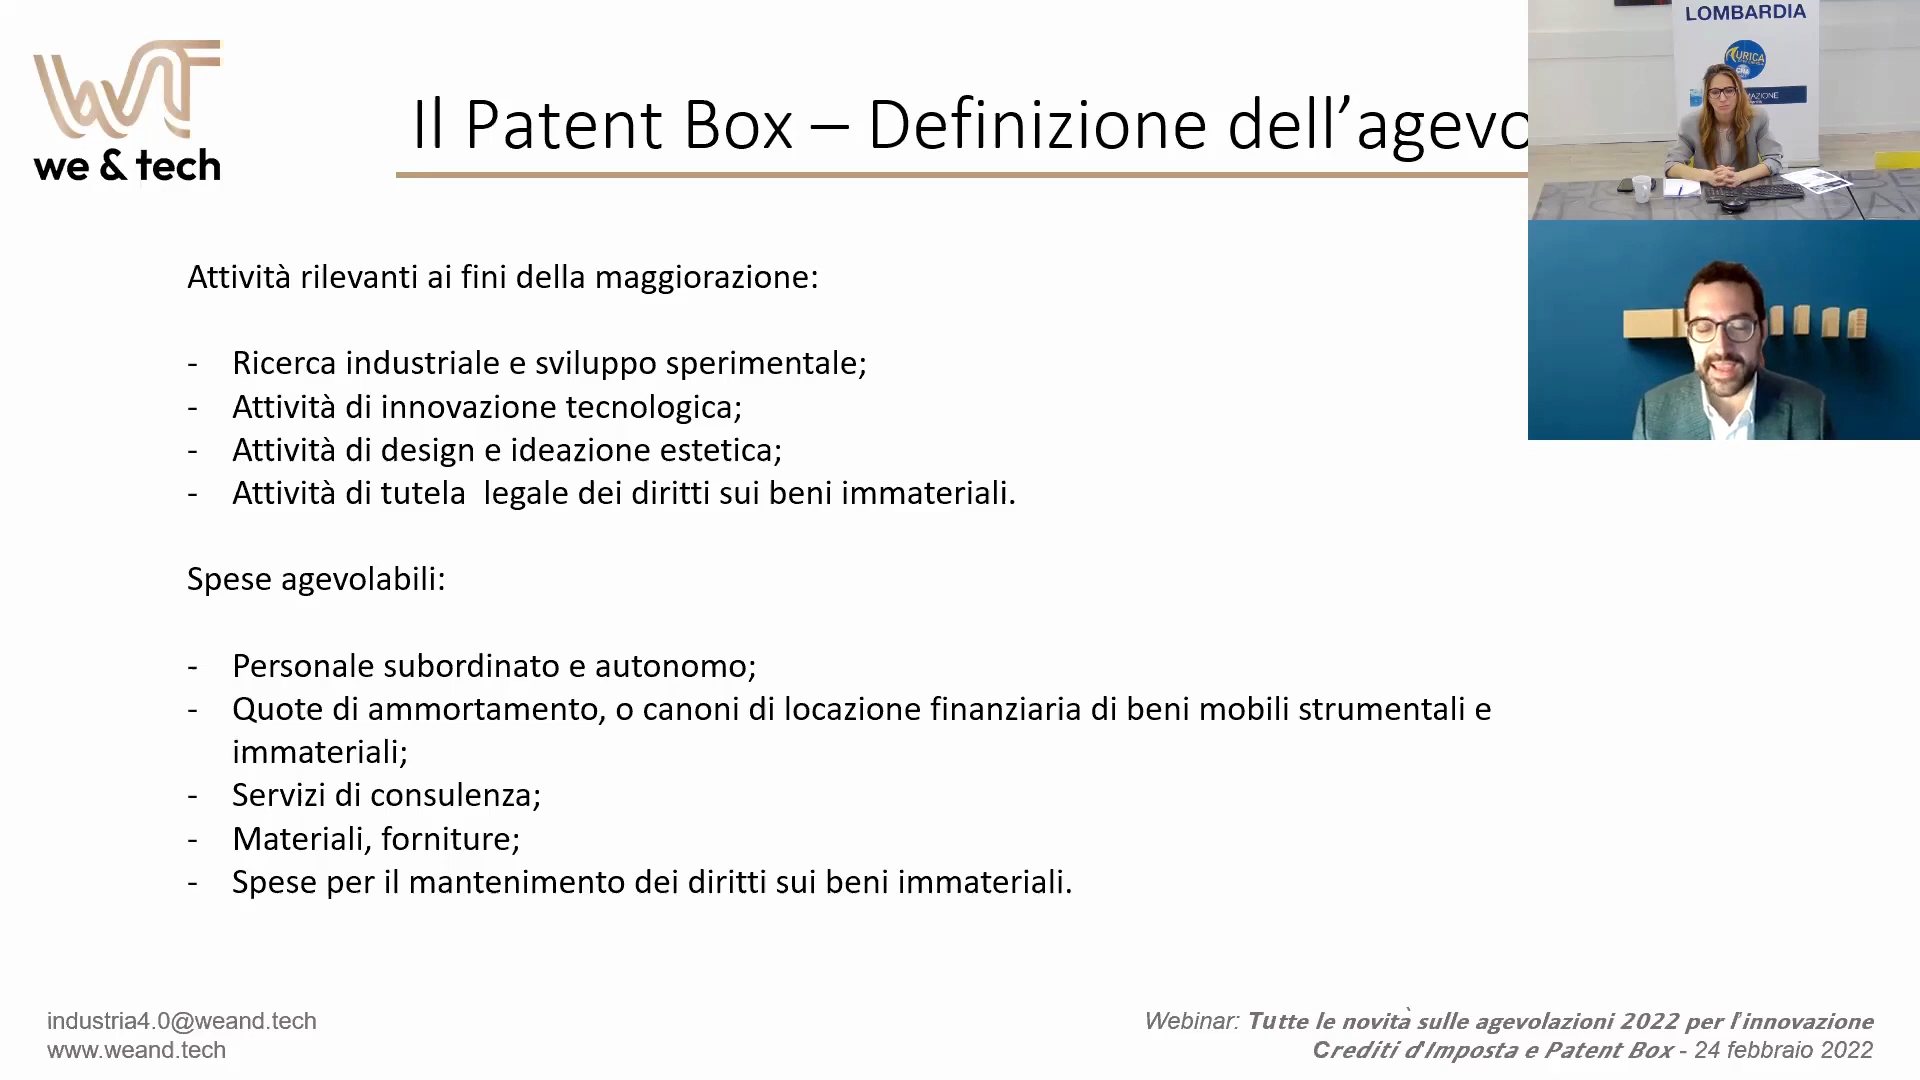 we & tech
Il Patent Box – Definizione dell’agevo
LOMBARDIA
URICA
CNA
AZIONE
Attività rilevanti ai fini della maggiorazione:
- Ricerca industriale e sviluppo sperimentale;
- Attività di innovazione tecnologica;
- Attività di design e ideazione estetica;
- Attività di tutela  legale dei diritti sui beni immateriali.
Spese agevolabili:
- Personale subordinato e autonomo;
- Quote di ammortamento, o canoni di locazione finanziaria di beni mobili strumentali e
immateriali;
- Servizi di consulenza;
- Materiali, forniture;
- Spese per il mantenimento dei diritti sui beni immateriali.
industria4.0@weand.tech
www.weand.tech
Webinar: Tutte le novità sulle agevolazioni 2022 per l'innovazione
Crediti d'Imposta e Patent Box - 24 febbraio 2022